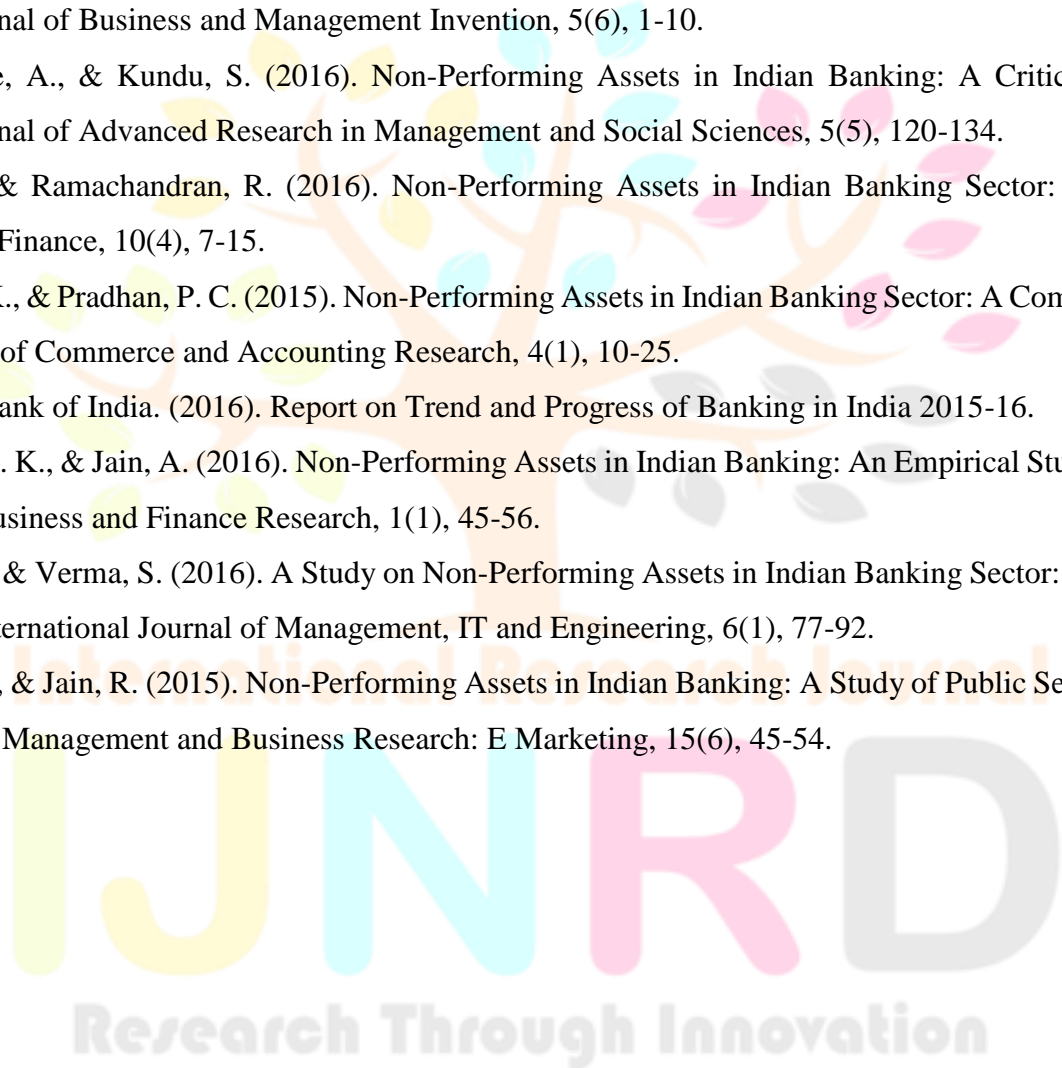 nal of Business and Management Invention, 5(6), 1-10.
e, A., & Kundu, S. (2016). Non-Performing Assets in Indian Banking: A Critic
nal of Advanced Research in Management and Social Sciences, 5(5), 120-134.
& Ramachandran, R. (2016). Non-Performing Assets in Indian Banking Sector:
Finance, 10(4), 7-15.
K., & Pradhan, P. C. (2015). Non-Performing Assets in Indian Banking Sector: A Com
of Commerce and Accounting Research, 4(1), 10-25.
ank of India. (2016). Report on Trend and Progress of Banking in India 2015-16.
. K., & Jain, A. (2016). Non-Performing Assets in Indian Banking: An Empirical Stu
usiness and Finance Research, 1(1), 45-56.
& Verma, S. (2016). A Study on Non-Performing Assets in Indian Banking Sector:
ternational Journal of Management, IT and Engineering, 6(1), 77-92.
International Research Journal
, & Jain, R. (2015). Non-Performing Assets in Indian Banking: A Study of Public Se
Management and Business Research: E Marketing, 15(6), 45-54.
IJNRD
Research Through Innovation